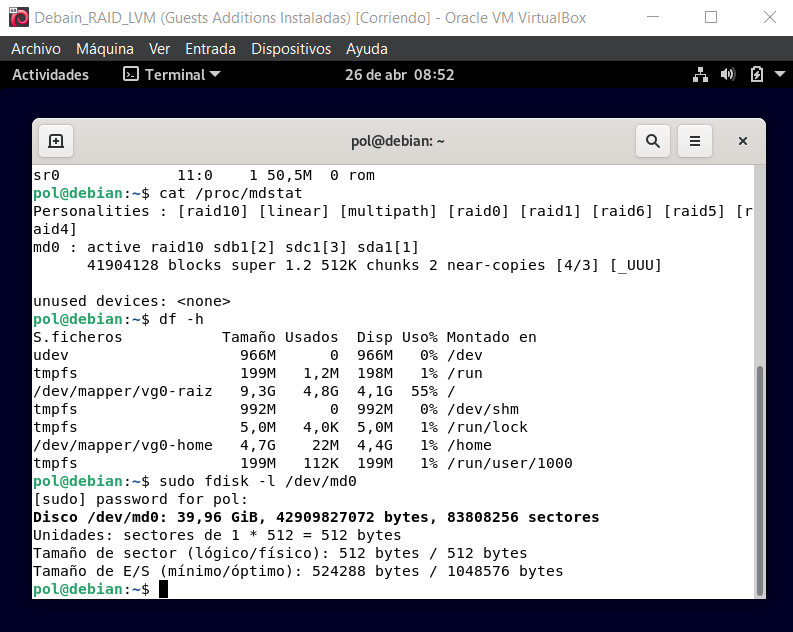 Debain_RAID_LVM (Guests Additions Instaladas) [Corriendo] - Oracle VM VirtualBox
Archivo Máquina Ver Entrada Dispositivos Ayuda
Actividades Terminal 26 de abr 08:52
pol@debian: ~
sr0                 11:0    1 50,5M  0 rom
pol@debian:~$ cat /proc/mdstat
Personalities : [raid10] [linear] [multipath] [raid0] [raid1] [raid6] [raid5] [r
aid4]
md0 : active raid10 sdb1[2] sdc1[3] sda1[1]
      41904128 blocks super 1.2 512K chunks 2 near-copies [4/3] [_UUU]
unused devices: <none>
pol@debian:~$ df -h
S.ficheros           Tamaño Usados  Disp Uso% Montado en
udev                   966M      0  966M   0% /dev
tmpfs                  199M   1,2M  198M   1% /run
/dev/mapper/vg0-raiz   9,3G   4,8G  4,1G  55% /
tmpfs                  992M      0  992M   0% /dev/shm
tmpfs                  5,0M   4,0K  5,0M   1% /run/lock
/dev/mapper/vg0-home   4,7G    22M  4,4G   1% /home
tmpfs                  199M   112K  199M   1% /run/user/1000
pol@debian:~$ sudo fdisk -l /dev/md0
[sudo] password for pol:
Disco /dev/md0: 39,96 GiB, 42909827072 bytes, 83808256 sectores
Unidades: sectores de 1 * 512 = 512 bytes
Tamaño de sector (lógico/físico): 512 bytes / 512 bytes
Tamaño de E/S (mínimo/óptimo): 524288 bytes / 1048576 bytes
pol@debian:~$